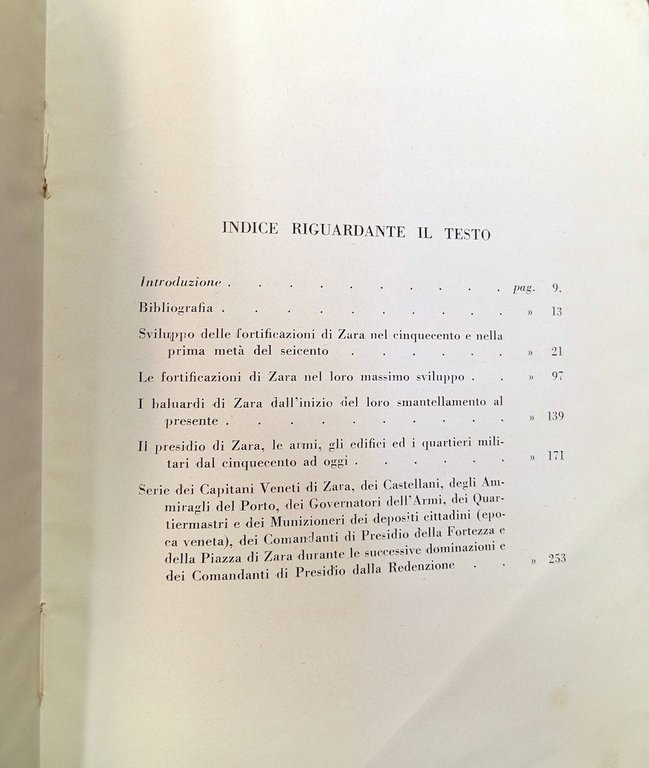 INDICE RIGUARDANTE IL TESTO
Introduzione . . . . . . . . . . pag. 9.
Bibliografia . . . . . . . . . . » 13
Sviluppo delle fortificazioni di Zara nel cinquecento e nella
prima metà del seicento . . . . . . » 21
Le fortificazioni di Zara nel loro massimo sviluppo . . » 97
I baluardi di Zara dall'inizio del loro smantellamento al
presente . . . . . . . . . . » 139
Il presidio di Zara, le armi, gli edifici ed i quartieri mili-
tari dal cinquecento ad oggi . . . . . » 171
Serie dei Capitani Veneti di Zara, dei Castellani, degli Am-
miragli del Porto, dei Governatori dell'Armi, dei Quar-
tiermastri e dei Munizioneri dei depositi cittadini (epo-
ca veneta), dei Comandanti di Presidio della Fortezza e
della Piazza di Zara durante le successive dominazioni e
dei Comandanti di Presidio dalla Redenzione . . » 253